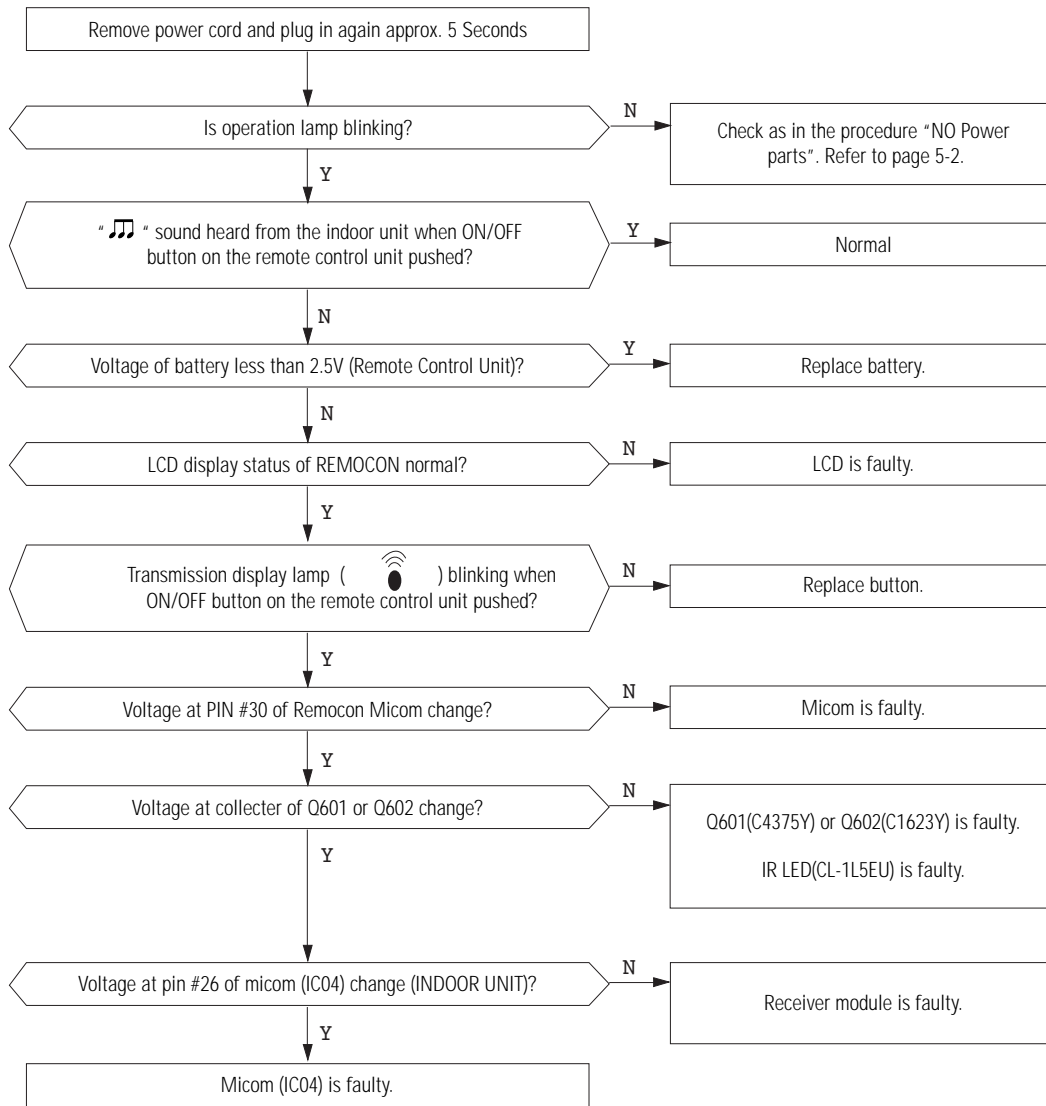 Remove power cord and plug in again approx. 5 Seconds
Is operation lamp blinking?
N
Check as in the procedure “NO Power
parts”. Refer to page 5-2.
Y
“ “ sound heard from the indoor unit when ON/OFF
button on the remote control unit pushed?
Y
Normal
N
Voltage of battery less than 2.5V (Remote Control Unit)?
Y
Replace battery.
N
LCD display status of REMOCON normal?
N
LCD is faulty.
Y
Transmission display lamp ( ) blinking when
ON/OFF button on the remote control unit pushed?
N
Replace button.
Y
Voltage at PIN #30 of Remocon Micom change?
N
Micom is faulty.
Y
Voltage at collecter of Q601 or Q602 change?
N
Q601(C4375Y) or Q602(C1623Y) is faulty.
IR LED(CL-1L5EU) is faulty.
Y
Voltage at pin #26 of micom (IC04) change (INDOOR UNIT)?
N
Receiver module is faulty.
Y
Micom (IC04) is faulty.